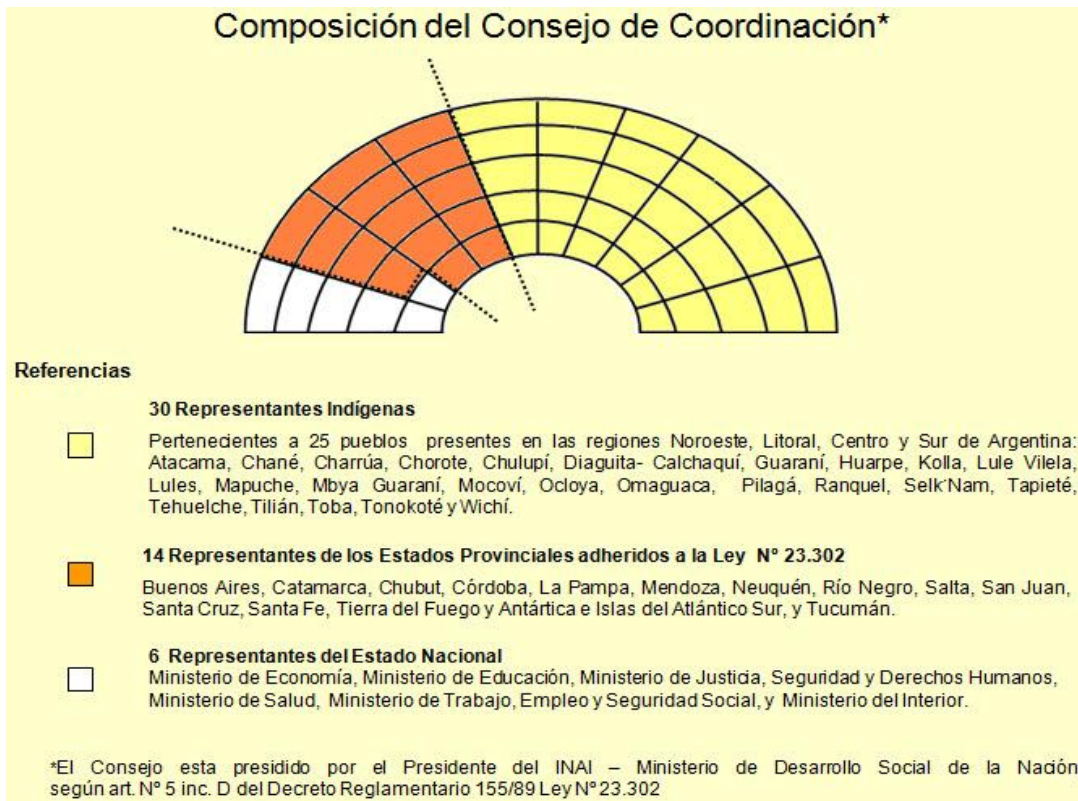 Composición del Consejo de Coordinación*
Referencias
30 Representantes Indígenas
Pertenecientes a 25 pueblos presentes en las regiones Noroeste, Litoral, Centro y Sur de Argentina:
Atacama, Chané, Charrúa, Chorote, Chulupí, Diaguita- Calchaquí, Guaraní, Huarpe, Kolla, Lule Vilela,
Lules, Mapuche, Mbya Guaraní, Mocoví, Ocloya, Omaguaca, Pilagá, Ranquel, Selk´Nam, Tapieté,
Tehuelche, Tilián, Toba, Tonokoté y Wichí.
14 Representantes de los Estados Provinciales adheridos a la Ley Nº 23.302
Buenos Aires, Catamarca, Chubut, Córdoba, La Pampa, Mendoza, Neuquén, Río Negro, Salta, San Juan,
Santa Cruz, Santa Fe, Tierra del Fuego y Antártica e Islas del Atlántico Sur, y Tucumán.
6 Representantes del Estado Nacional
Ministerio de Economía, Ministerio de Educación, Ministerio de Justicia, Seguridad y Derechos Humanos,
Ministerio de Salud, Ministerio de Trabajo, Empleo y Seguridad Social, y Ministerio del Interior.
*El Consejo esta presidido por el Presidente del INAI – Ministerio de Desarrollo Social de la Nación
según art. Nº 5 inc. D del Decreto Reglamentario 155/89 Ley Nº 23.302